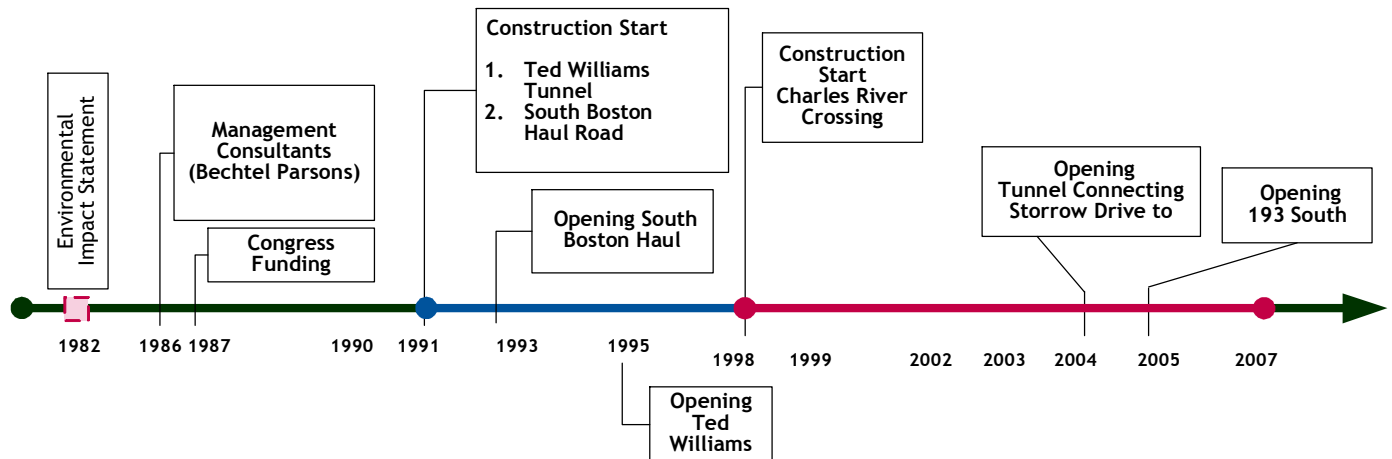 Environmental
Impact Statement
Management
Consultants
(Bechtel Parsons)
Congress
Funding
Construction Start
1. Ted Williams
Tunnel
2. South Boston
Haul Road
Opening South
Boston Haul
Construction
Start
Charles River
Crossing
Opening
Tunnel Connecting
Storrow Drive to
Opening
193 South
1982
1986
1987
1990
1991
1993
1995
1998
1999
2002
2003
2004
2005
2007
Opening
Ted
Williams